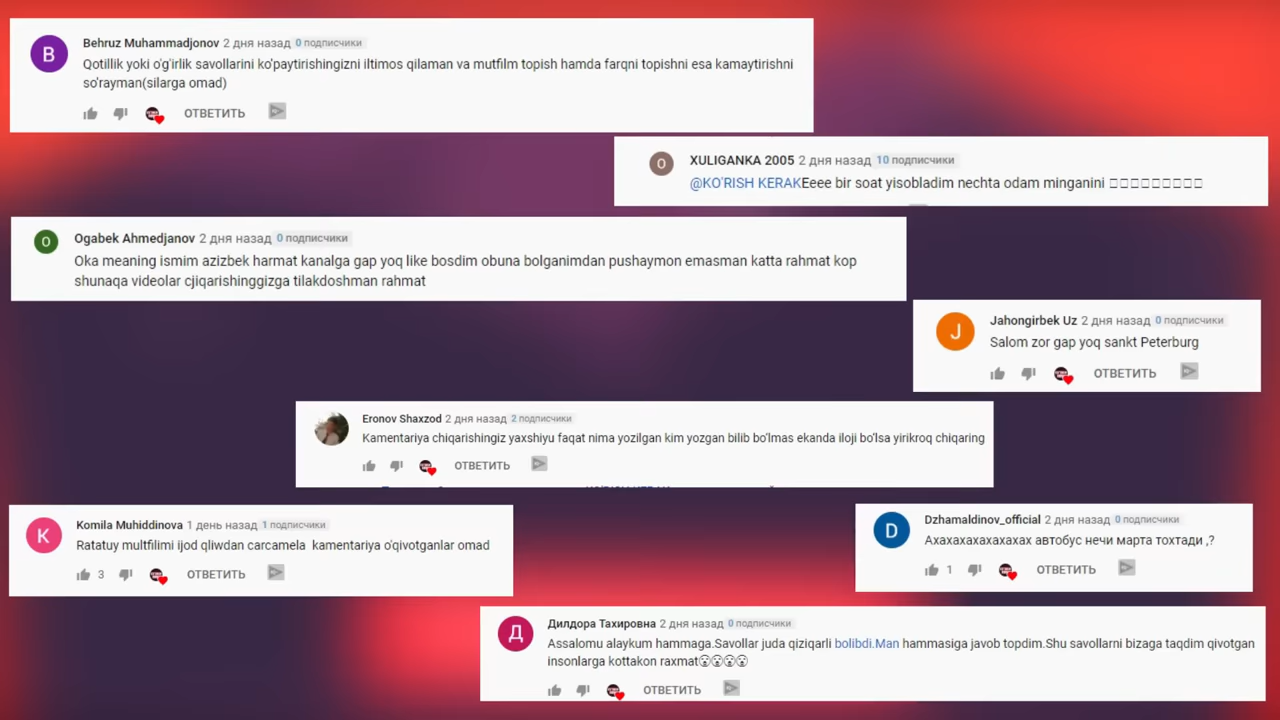 B
Behruz Muhammadjonov 2 дня назад 0 подписчики
Qotillik yoki o'g'irlik savollarini ko'paytirishingizni iltimos qilaman va mutfilm topish hamda farqni topishni esa kamaytirishni
so'rayman(silarga omad)
ОТВЕТИТЬ
O
XULIGANKA 2005 2 дня назад 10 подписчики
@KO'RISH KERAKEeee bir soat yisobladim nechta odam minganini □□□□□□□□□
O
Ogabek Ahmedjanov 2 дня назад 0 подписчики
Oka meaning ismim azizbek harmat kanalga gap yoq like bosdim obuna bolganimdan pushaymon emasman katta rahmat kop
shunaqa videolar cjiqarishinggizga tilakdoshman rahmat
J
Jahongirbek Uz 2 дня назад 0 подписчики
Salom zor gap yoq sankt Peterburg
ОТВЕТИТЬ
Eronov Shaxzod 2 дня назад 2 подписчики
Kamentariya chiqarishingiz yaxshiyu faqat nima yozilgan kim yozgan bilib bo'lmas ekanda iloji bo'lsa yirikroq chiqaring
ОТВЕТИТЬ
K
Komila Muhiddinova 1 день назад 1 подписчики
Ratatuy multfilimi ijod qliwdan carcamela kamentariya o'qivotganlar omad
3 ОТВЕТИТЬ
D
Dzhamaldinov_official 2 дня назад 0 подписчики
Ахахахахахахахах автобус нечи марта тохтади ,?
1 ОТВЕТИТЬ
Д
Дилдора Тахировна 2 дня назад 0 подписчики
Assalomu alaykum hammaga.Savollar juda qiziqarli bolibdi.Man hammasiga javob topdim.Shu savollarni bizaga taqdim qivotgan
insonlarga kottakon raxmat😮😮😮😮
ОТВЕТИТЬ